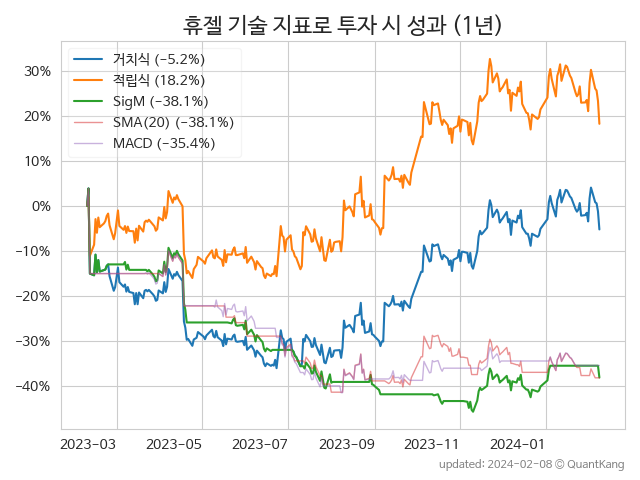 휴젤 기술 지표로 투자 시 성과 (1년)
거치식 (−5.2%)
적립식 (18.2%)
SigM (−38.1%)
SMA(20) (−38.1%)
MACD (−35.4%)
30%
20%
10%
0%
−10%
−20%
−30%
−40%
2023-03 2023-05 2023-07 2023-09 2023-11 2024-01
updated: 2024-02-08 © QuantKang